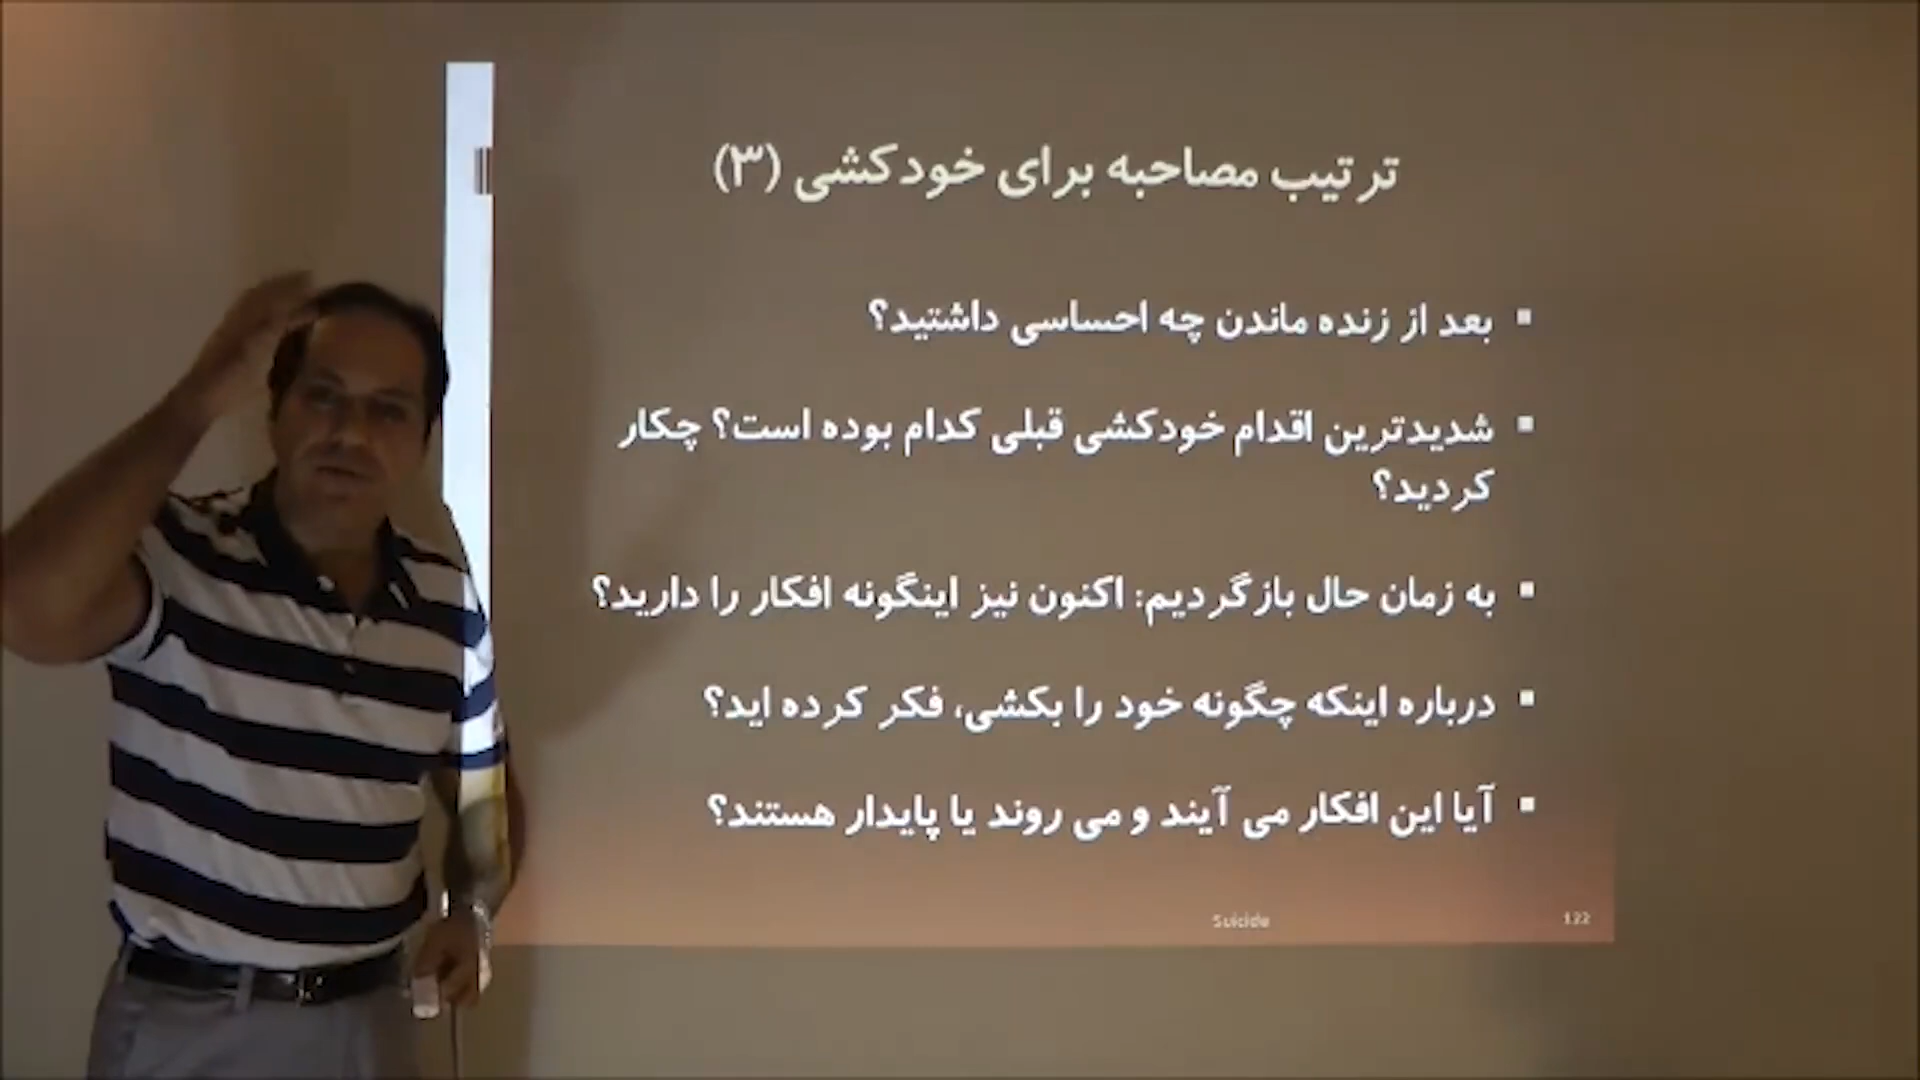 ترتیب مصاحبه برای خودکشی (۳)
▪ بعد از زنده ماندن چه احساسی داشتید؟
▪ شدیدترین اقدام خودکشی قبلی کدام بوده است؟ چکار
کردید؟
▪ به زمان حال بازگردیم: اکنون نیز اینگونه افکار را دارید؟
▪ درباره اینکه چگونه خود را بکشی، فکر کرده اید؟
▪ آیا این افکار می آیند و می روند یا پایدار هستند؟
Suicide 122